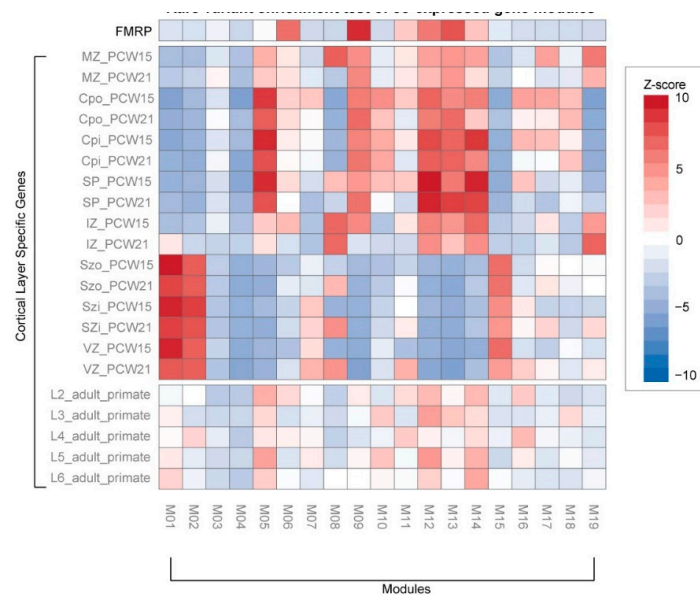 FMRP
MZ_PCW15
MZ_PCW21
Cpo_PCW15
Cpo_PCW21
Cpi_PCW15
Cpi_PCW21
SP_PCW15
SP_PCW21
IZ_PCW15
IZ_PCW21
Szo_PCW15
Szo_PCW21
Szi_PCW15
SZi_PCW21
VZ_PCW15
VZ_PCW21
L2_adult_primate
L3_adult_primate
L4_adult_primate
L5_adult_primate
L6_adult_primate
Cortical Layer Specific Genes
M01 M02 M03 M04 M05 M06 M07 M08 M09 M10 M11 M12 M13 M14 M15 M16 M17 M18 M19
Modules
Z-score
10
5
0
−5
−10